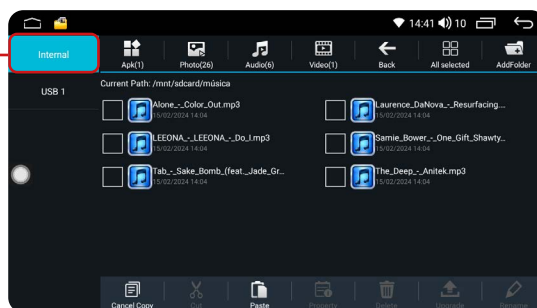 14:41 10
Internal
USB 1
Apk(1) Photo(26) Audio(6) Video(1) Back All selected AddFolder
Current Path: /mnt/sdcard/música
Alone_-_Color_Out.mp3
15/02/2024 14:04
Laurence_DaNova_-_Resurfacing....
15/02/2024 14:04
LEEONA_-_LEEONA_-_Do_I.mp3
15/02/2024 14:04
Samie_Bower_-_One_Gift_Shawty...
15/02/2024 14:04
Tab_-_Sake_Bomb_(feat._Jade_Gr...
15/02/2024 14:04
The_Deep_-_Anitek.mp3
15/02/2024 14:04
Cancel Copy Cut Paste Property Delete Upgrade Rename